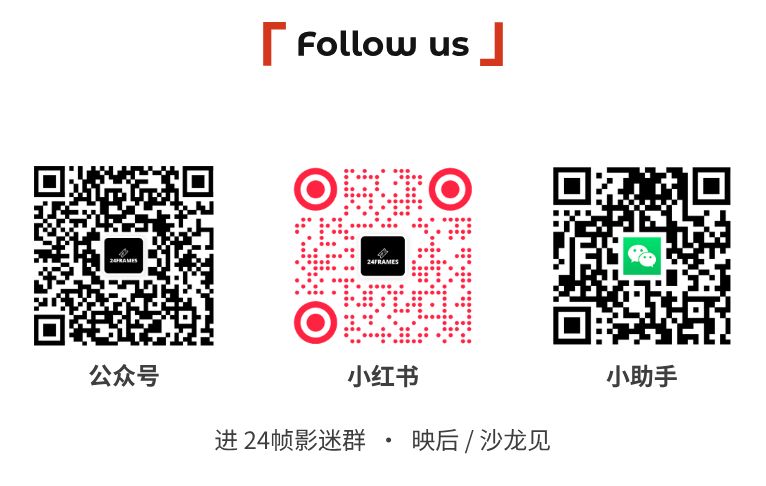 Follow us
24FRAMES
24FRAMES
公众号
小红书
小助手
进 24帧影迷群 · 映后 / 沙龙见